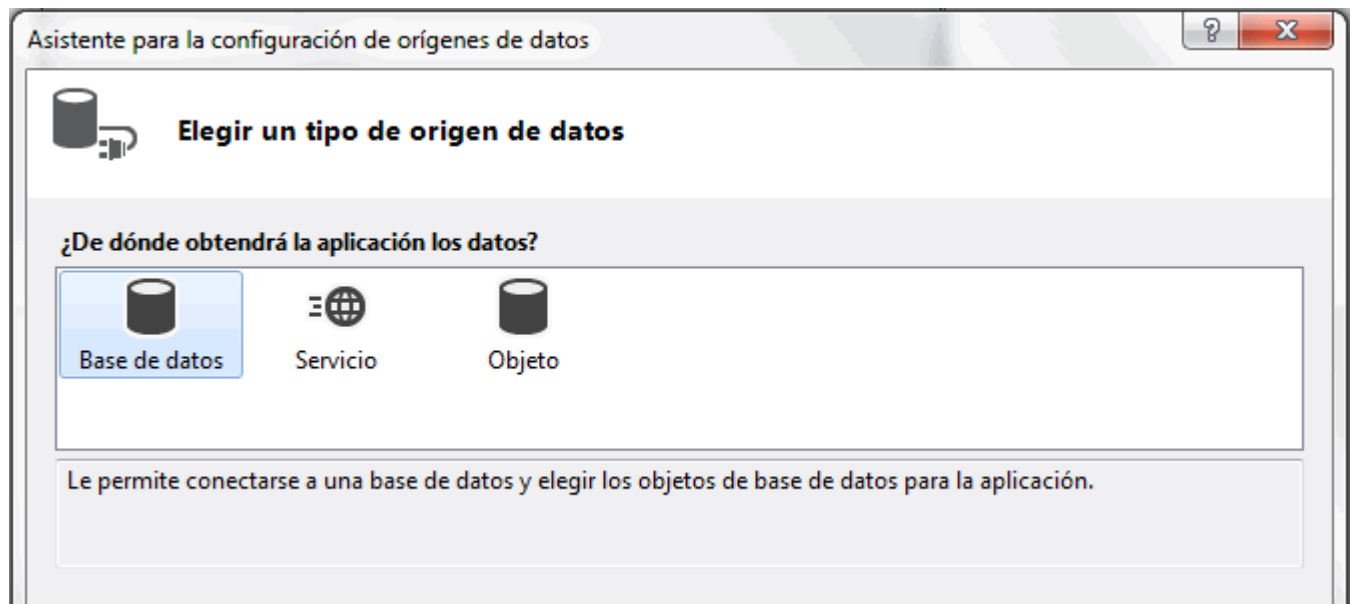 Asistente para la configuración de orígenes de datos
?
Elegir un tipo de origen de datos
¿De dónde obtendrá la aplicación los datos?
Base de datos
Servicio
Objeto
Le permite conectarse a una base de datos y elegir los objetos de base de datos para la aplicación.